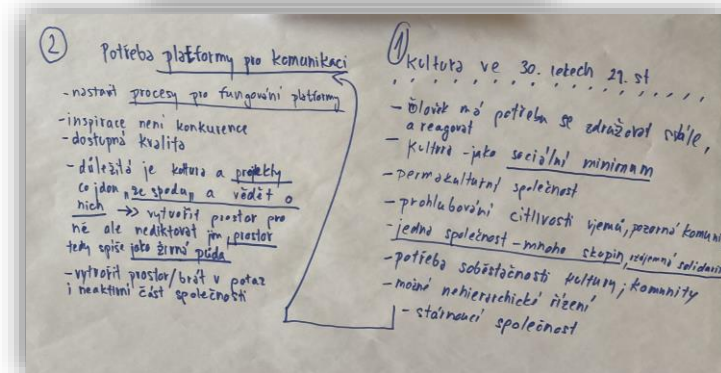 ②
Potřeba platformy pro komunikaci
- nastavit procesy pro fungování platformy
- inspirace není konkurence
- dostupná kvalita
- důležitá je kultura a projekty
co jdou "ze spodu" a vědět o
nich →> vytvořit prostor pro
ně ale nediktovat jim, prostor
tedy spíše jako živná půda
- vytvořit prostor/brát v potaz
i neaktivní část společnosti
①
Kultura ve 30. letech 21. st
- Člověk má potřebu se združovat stále,
a reagovat
- Kultura - jako sociální minimum
- permakulturní společnost
- prohlubování citlivosti vjemů, pozorná komuni
- jedna společnost - mnoho skupin, vzájemná solidari
- potřeba soběstačnosti kultury, komunity
- možné nehierarchické řízení
- stárnoucí společnost